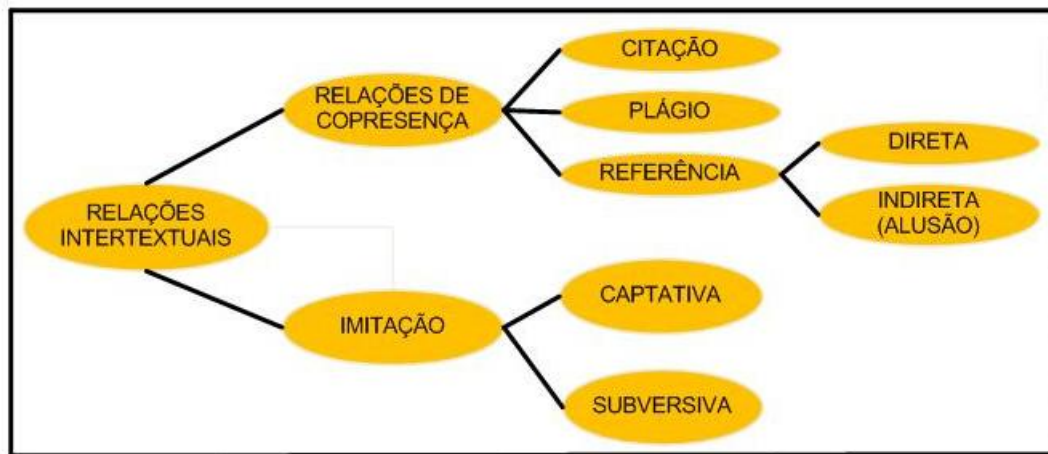 RELAÇÕES
INTERTEXTUAIS
RELAÇÕES DE
COPRESENÇA
CITAÇÃO
PLÁGIO
REFERÊNCIA
DIRETA
INDIRETA
(ALUSÃO)
IMITAÇÃO
CAPTATIVA
SUBVERSIVA